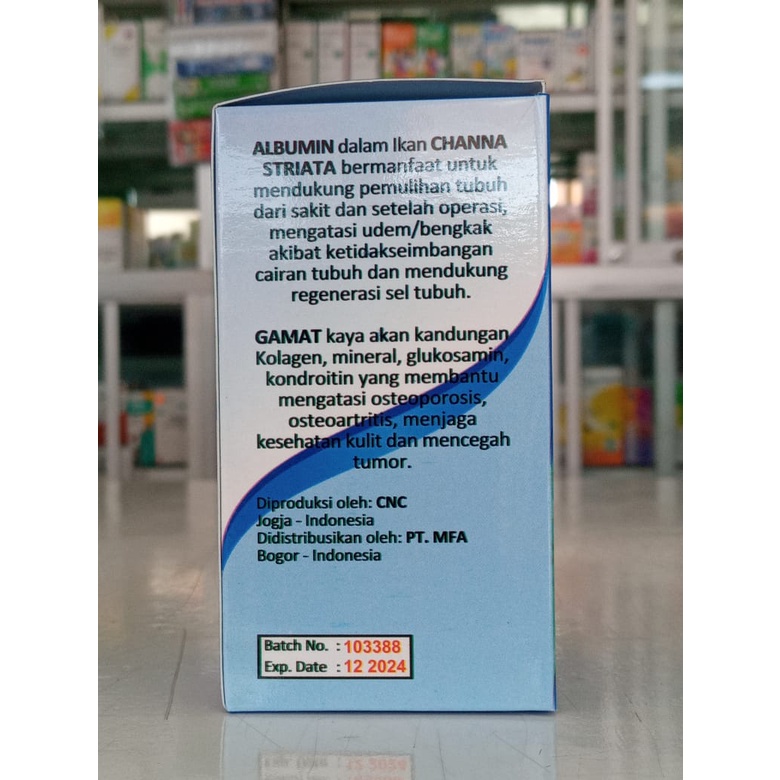 ALBUMIN dalam Ikan CHANNA
STRIATA bermanfaat untuk
mendukung pemulihan tubuh
dari sakit dan setelah operasi,
mengatasi udem/bengkak
akibat ketidakseimbangan
cairan tubuh dan mendukung
regenerasi sel tubuh.
GAMAT kaya akan kandungan
Kolagen, mineral, glukosamin,
kondroitin yang membantu
mengatasi osteoporosis,
osteoartritis, menjaga
kesehatan kulit dan mencegah
tumor.
Diproduksi oleh: CNC
Jogja - Indonesia
Didistribusikan oleh: PT. MFA
Bogor - Indonesia
Batch No. : 103388
Exp. Date : 12 2024